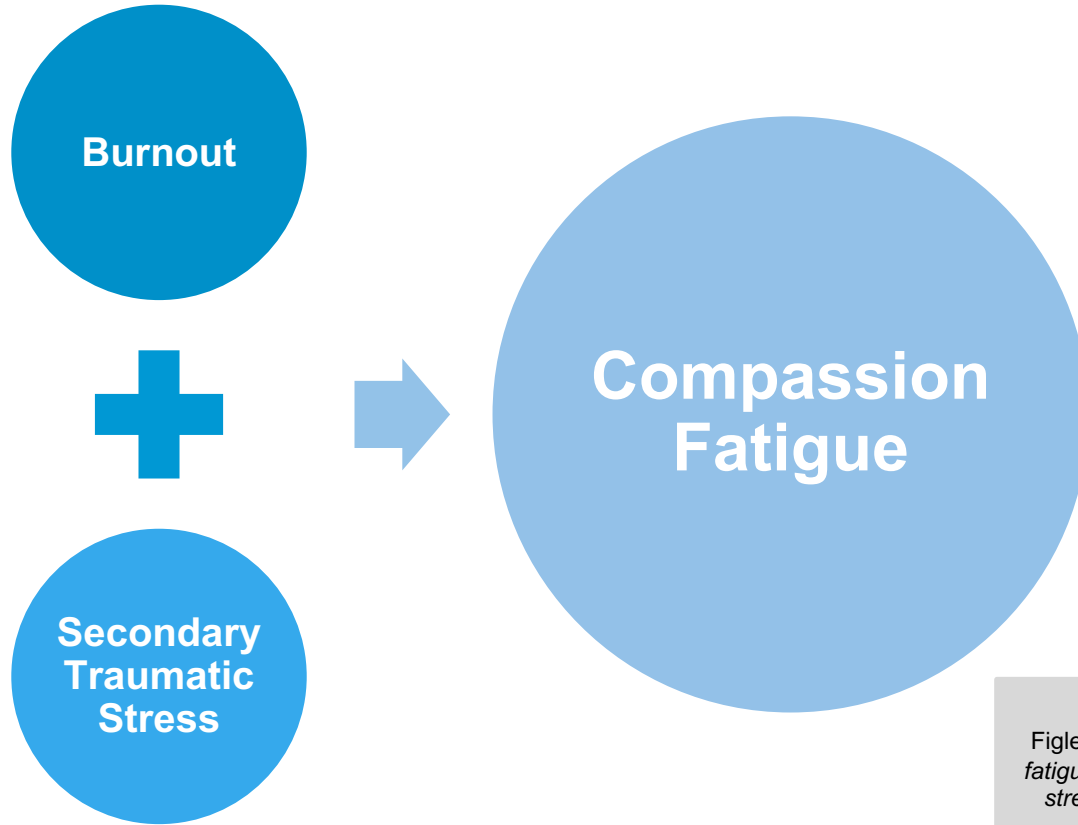 Burnout
Secondary
Traumatic
Stress
Compassion
Fatigue